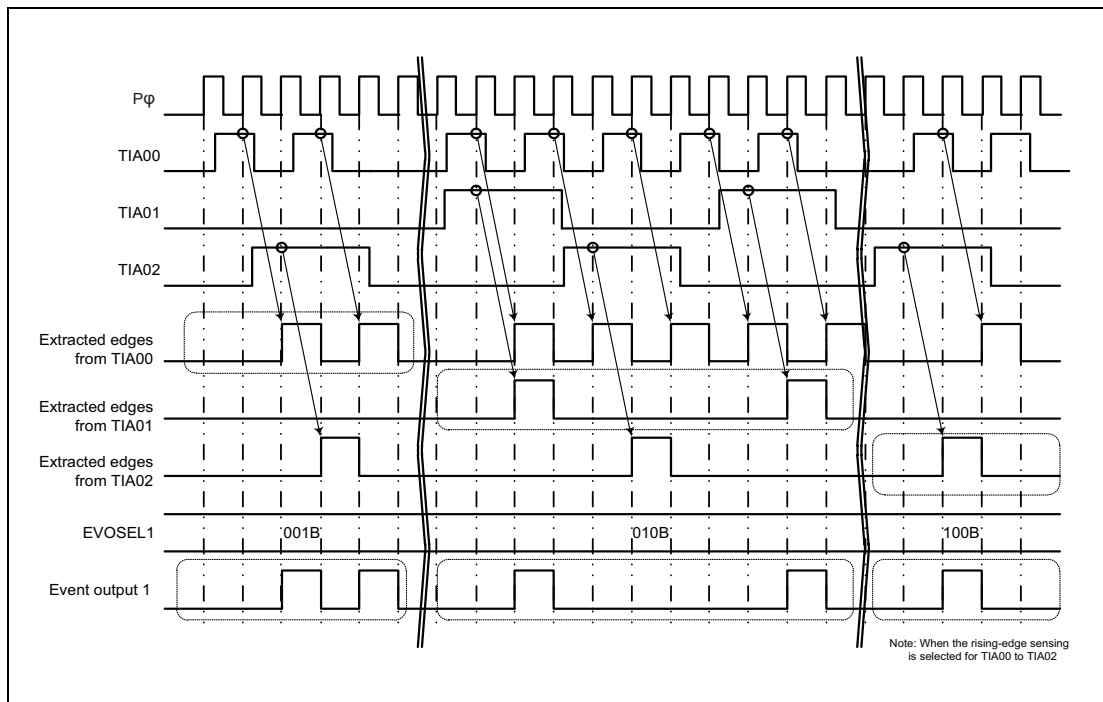 Pφ
TIA00
TIA01
TIA02
Extracted edges
from TIA00
Extracted edges
from TIA01
Extracted edges
from TIA02
EVOSEL1
001B
010B
100B
Event output 1
Note: When the rising-edge sensing
is selected for TIA00 to TIA02